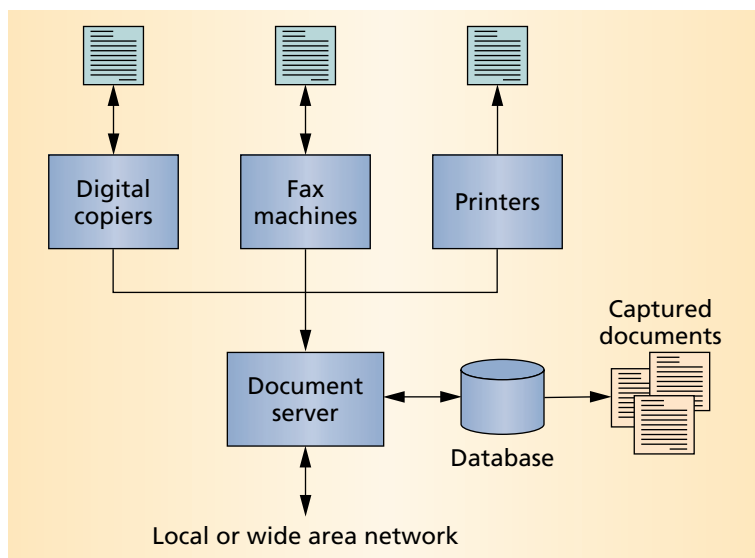 Digital
copiers
Fax
machines
Printers
Captured
documents
Document
server
Database
Local or wide area network